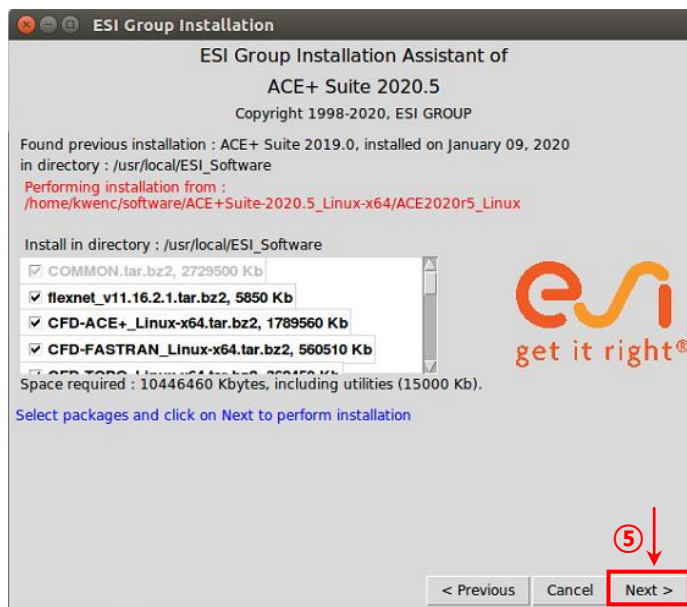 ESI Group Installation
ESI Group Installation Assistant of
ACE+ Suite 2020.5
Copyright 1998-2020, ESI GROUP
Found previous installation : ACE+ Suite 2019.0, installed on January 09, 2020
in directory : /usr/local/ESI_Software
Performing installation from :
/home/kwenc/software/ACE+Suite-2020.5_Linux-x64/ACE2020r5_Linux
Install in directory : /usr/local/ESI_Software
COMMON.tar.bz2, 2729500 Kb
flexnet_v11.16.2.1.tar.bz2, 5850 Kb
CFD-ACE+_Linux-x64.tar.bz2, 1789560 Kb
CFD-FASTRAN_Linux-x64.tar.bz2, 560510 Kb
esi
get it right®
Space required : 10446460 Kbytes, including utilities (15000 Kb).
Select packages and click on Next to perform installation
⑤
< Previous Cancel Next >